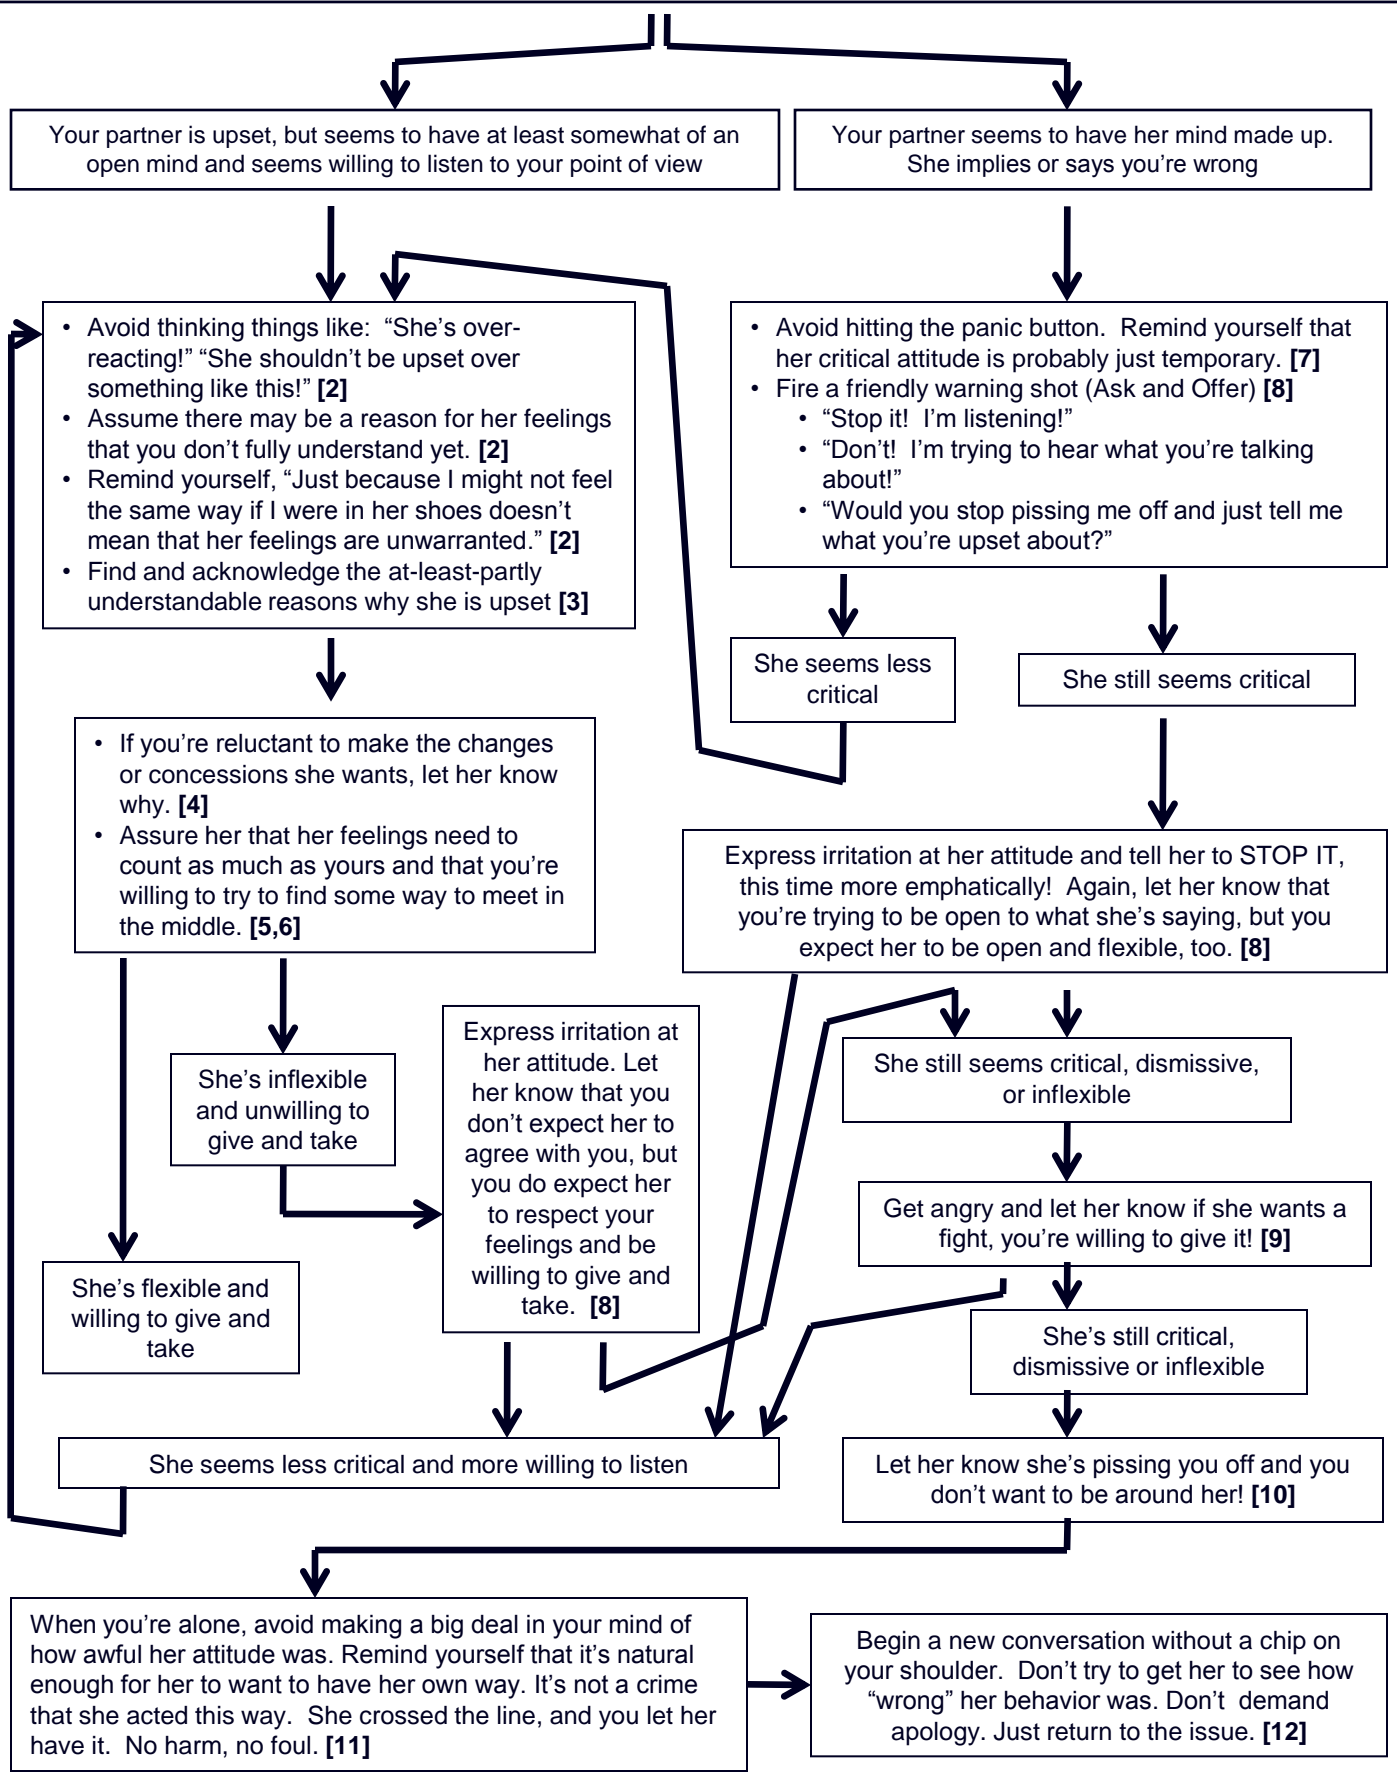 Your partner is upset, but seems to have at least somewhat of an
open mind and seems willing to listen to your point of view
Your partner seems to have her mind made up.
She implies or says you’re wrong
• Avoid thinking things like:  “She’s over-
reacting!” “She shouldn’t be upset over
something like this!” [2]
• Assume there may be a reason for her feelings
that you don’t fully understand yet. [2]
• Remind yourself, “Just because I might not feel
the same way if I were in her shoes doesn’t
mean that her feelings are unwarranted.” [2]
• Find and acknowledge the at-least-partly
understandable reasons why she is upset [3]
• Avoid hitting the panic button.  Remind yourself that
her critical attitude is probably just temporary. [7]
• Fire a friendly warning shot (Ask and Offer) [8]
• “Stop it!  I’m listening!”
• “Don’t!  I’m trying to hear what you’re talking
about!”
• “Would you stop pissing me off and just tell me
what you’re upset about?”
She seems less
critical
She still seems critical
• If you’re reluctant to make the changes
or concessions she wants, let her know
why. [4]
• Assure her that her feelings need to
count as much as yours and that you’re
willing to try to find some way to meet in
the middle. [5,6]
Express irritation at her attitude and tell her to STOP IT,
this time more emphatically!  Again, let her know that
you’re trying to be open to what she’s saying, but you
expect her to be open and flexible, too. [8]
She’s inflexible
and unwilling to
give and take
Express irritation at
her attitude. Let
her know that you
don’t expect her to
agree with you, but
you do expect her
to respect your
feelings and be
willing to give and
take.  [8]
She still seems critical, dismissive,
or inflexible
Get angry and let her know if she wants a
fight, you’re willing to give it! [9]
She’s flexible and
willing to give and
take
She’s still critical,
dismissive or inflexible
She seems less critical and more willing to listen
Let her know she’s pissing you off and you
don’t want to be around her! [10]
When you’re alone, avoid making a big deal in your mind of
how awful her attitude was. Remind yourself that it’s natural
enough for her to want to have her own way. It’s not a crime
that she acted this way.  She crossed the line, and you let her
have it.  No harm, no foul. [11]
Begin a new conversation without a chip on
your shoulder.  Don’t try to get her to see how
“wrong” her behavior was. Don’t  demand
apology. Just return to the issue. [12]